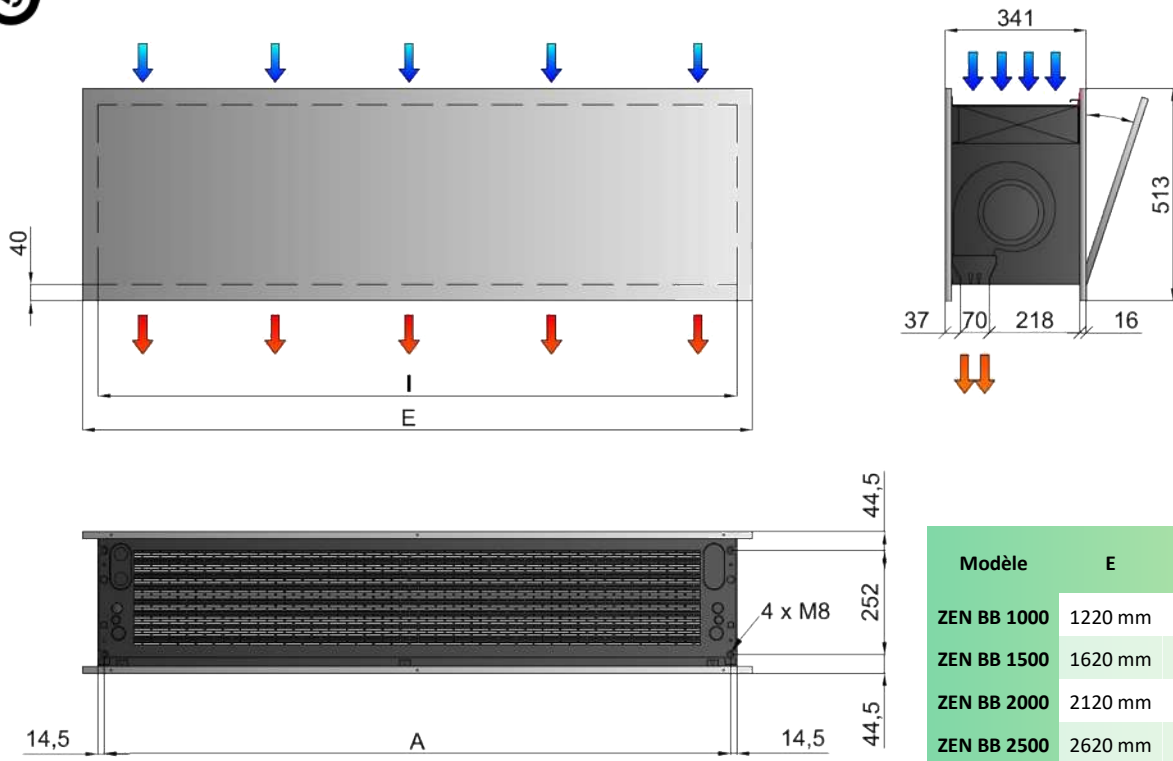 341
40
513
37 70 218 16
I
E
44,5
252
4 x M8
44,5
14,5 A 14,5
Modèle E
ZEN BB 1000 1220 mm
ZEN BB 1500 1620 mm
ZEN BB 2000 2120 mm
ZEN BB 2500 2620 mm